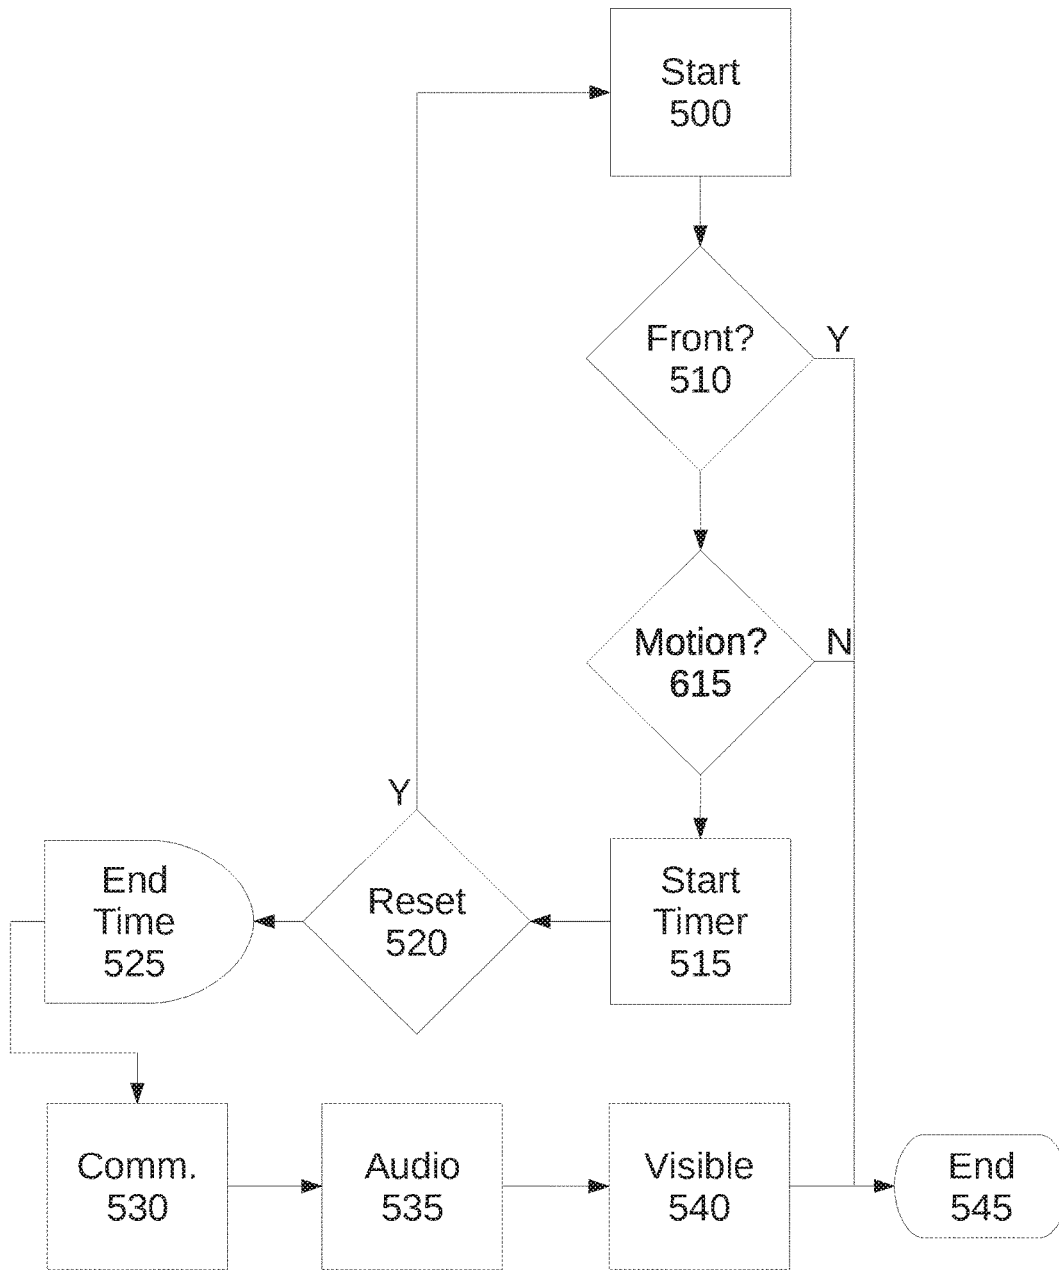 Start
500
Front?
510
Y
Motion?
615
N
Y
End
Time
525
Reset
520
Start
Timer
515
Comm.
530
Audio
535
Visible
540
End
545